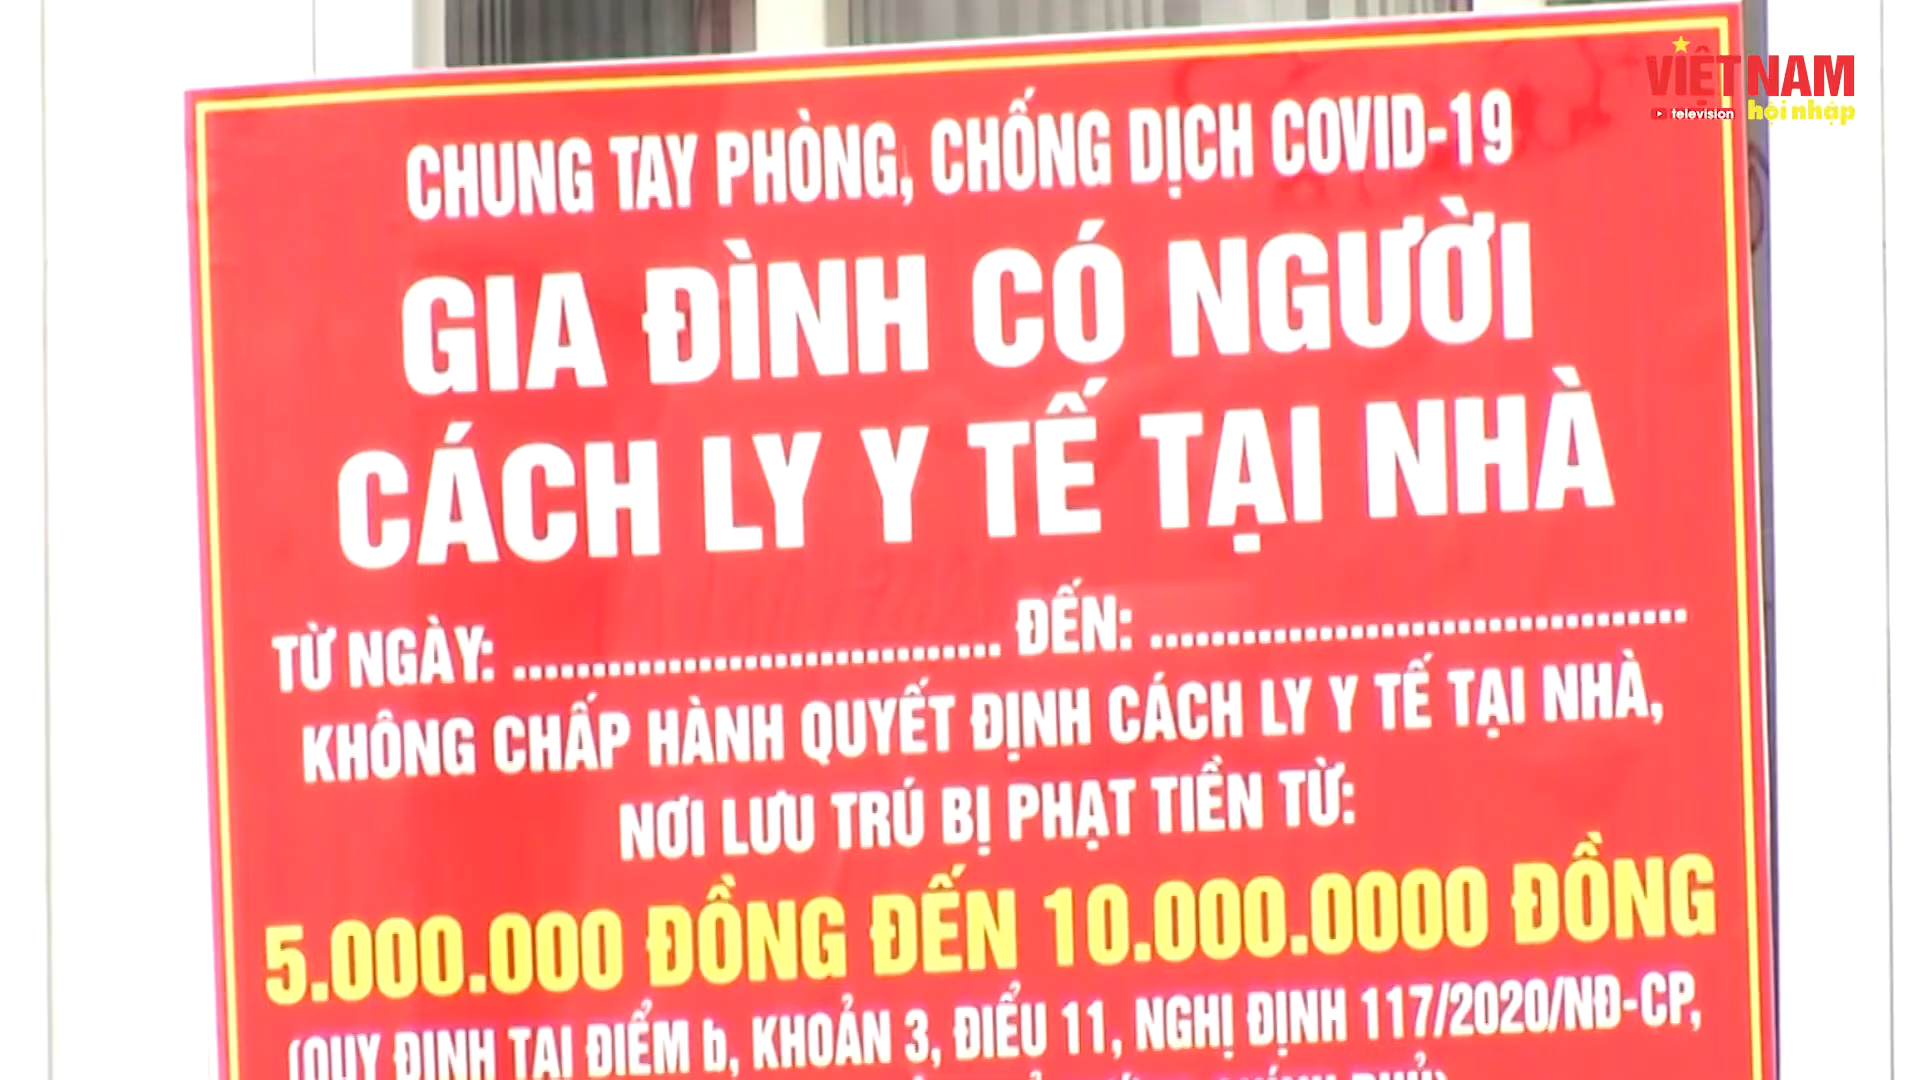 VIỆTNAM
television hội nhập
CHUNG TAY PHÒNG, CHỐNG DỊCH COVID-19
GIA ĐÌNH CÓ NGƯỜI
CÁCH LY Y TẾ TẠI NHÀ
TỪ NGÀY: ................................ ĐẾN: ...................................
KHÔNG CHẤP HÀNH QUYẾT ĐỊNH CÁCH LY Y TẾ TẠI NHÀ,
NƠI LƯU TRÚ BỊ PHẠT TIỀN TỪ:
5.000.000 ĐỒNG ĐẾN 10.000.0000 ĐỒNG
(QUY ĐỊNH TẠI ĐIỂM b, KHOẢN 3, ĐIỀU 11, NGHỊ ĐỊNH 117/2020/NĐ-CP,